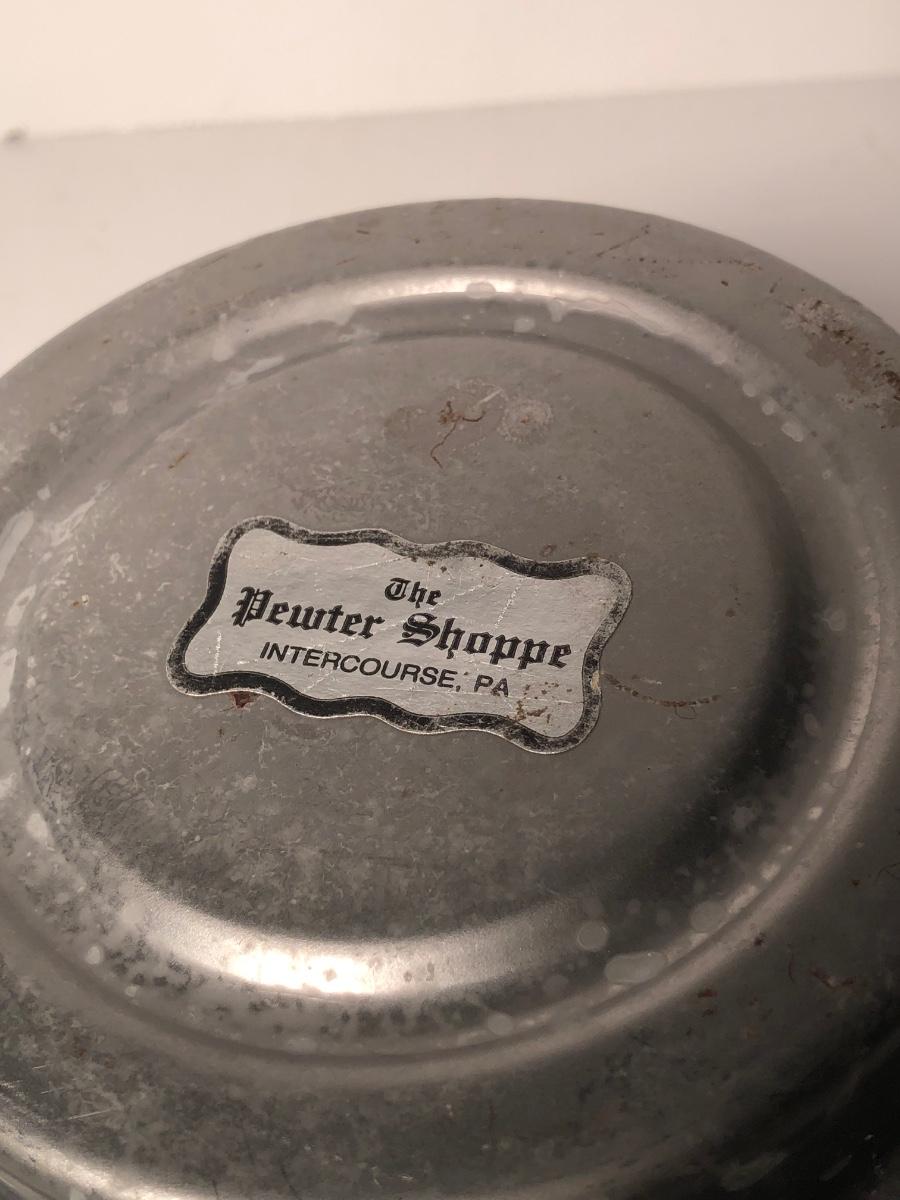 The
Pewter Shoppe
INTERCOURSE, PA